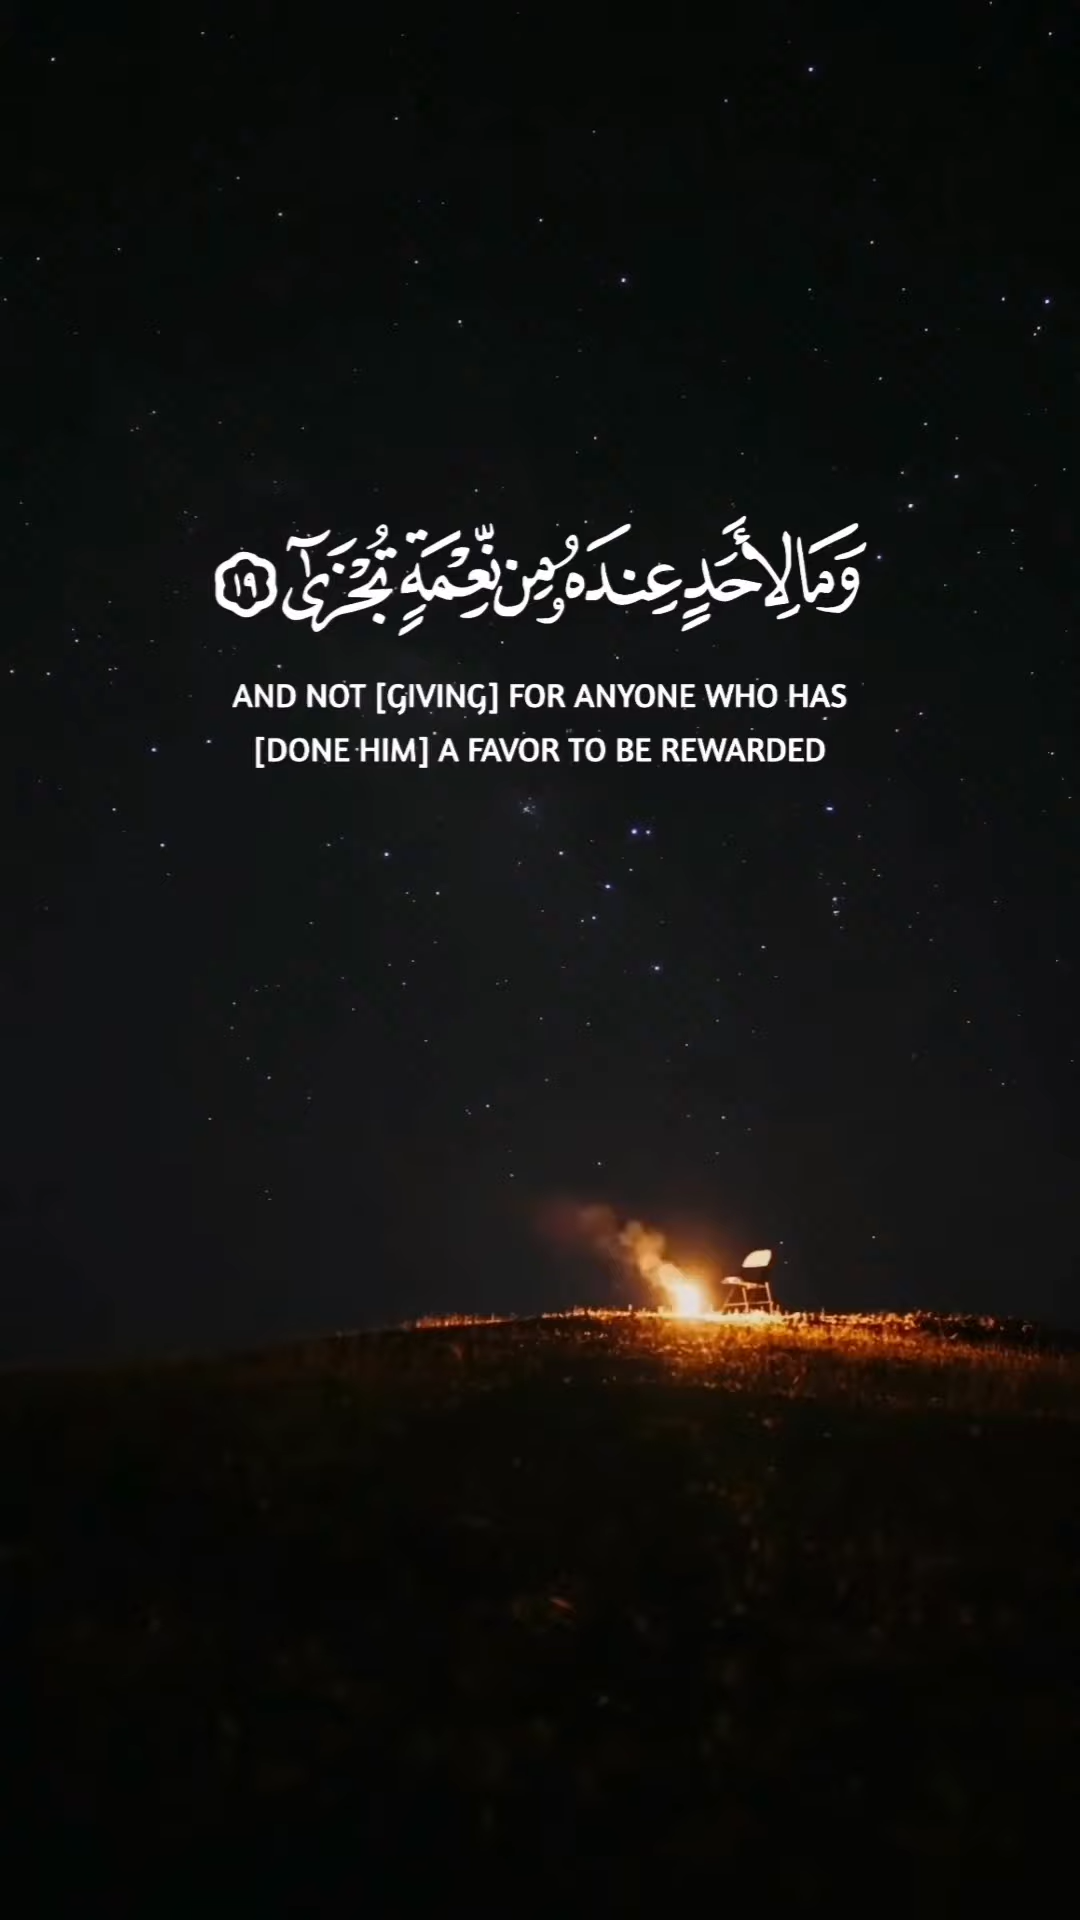 وَمَا لِأَحَدٍ عِندَهُۥ مِن نِّعْمَةٍ تُجْزَىٰٓ ١٩
AND NOT [GIVING] FOR ANYONE WHO HAS
[DONE HIM] A FAVOR TO BE REWARDED